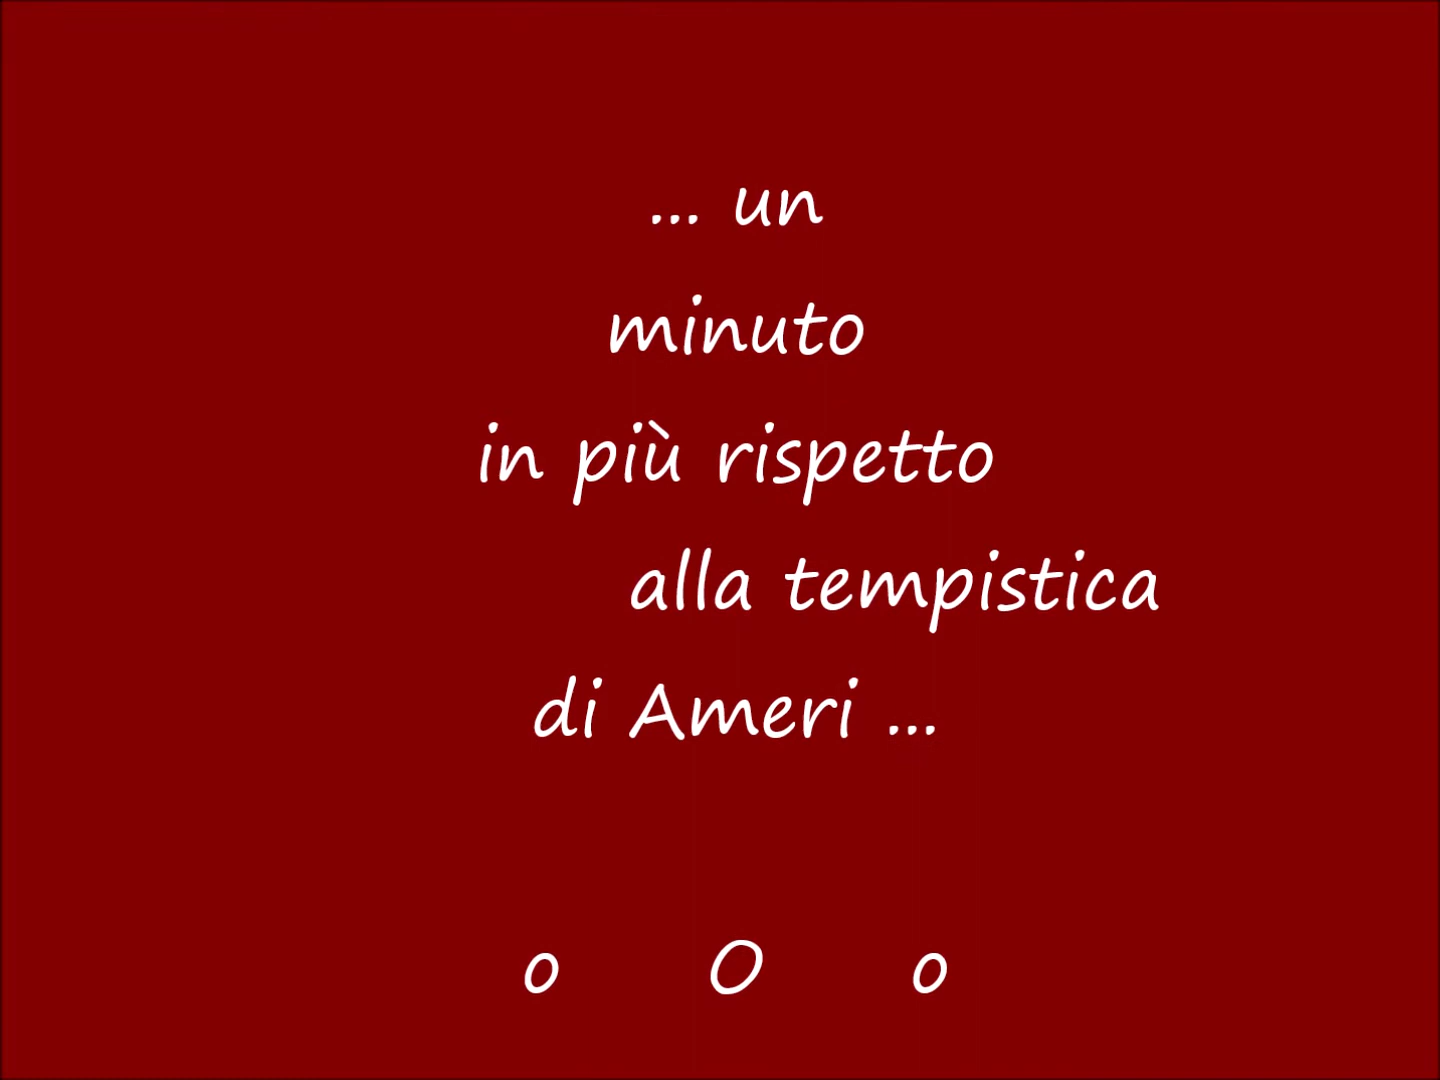 ... un
minuto
in più rispetto
alla tempistica
di Ameri ...
o O o